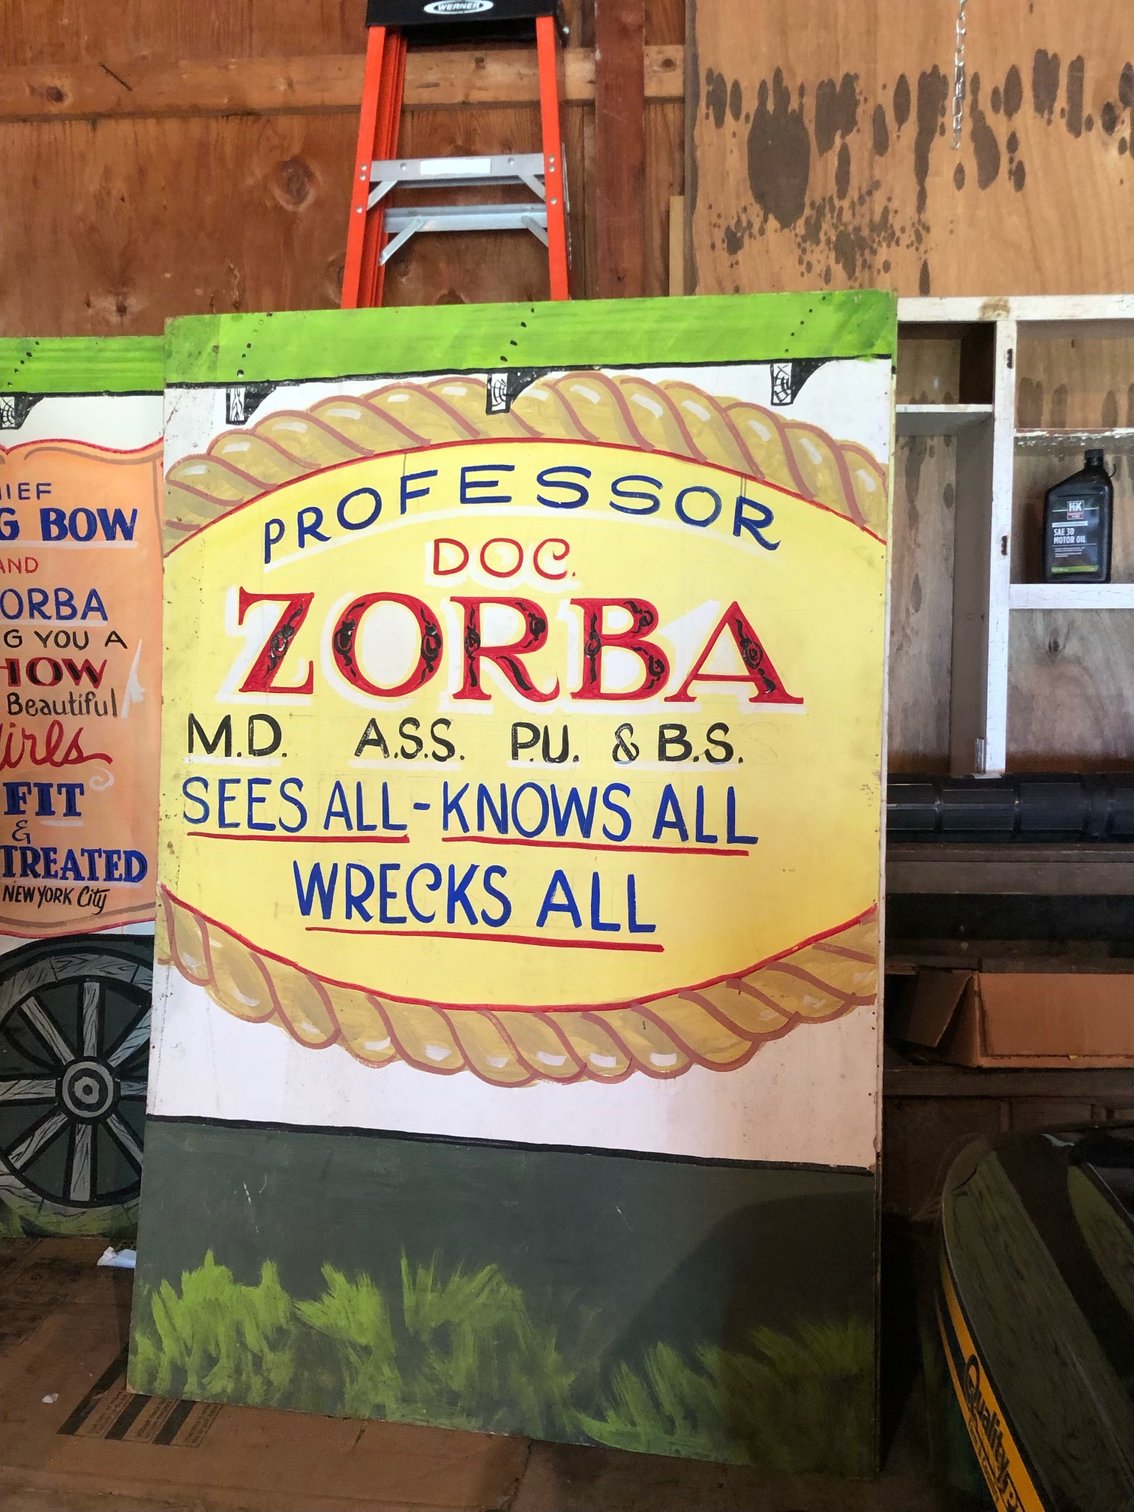 WERNER
PROFESSOR
DOC.
ZORBA
M.D. A.S.S. P.U. & B.S.
SEES ALL-KNOWS ALL
WRECKS ALL
BOW
AND
ORBA
YOU A
HOW
Beautiful
FIT
&
TREATED
NEW YORK City
SAE 30
MOTOR OIL
Quality